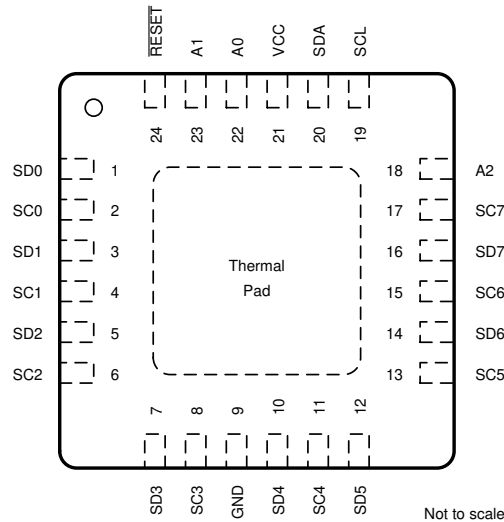 RESET
A1
A0
VCC
SDA
SCL
24
23
22
21
20
19
SD0 1
SC0 2
SD1 3
SC1 4
SD2 5
SC2 6
Thermal
Pad
18 A2
17 SC7
16 SD7
15 SC6
14 SD6
13 SC5
7
8
9
10
11
12
SD3
SC3
GND
SD4
SC4
SD5
Not to scale